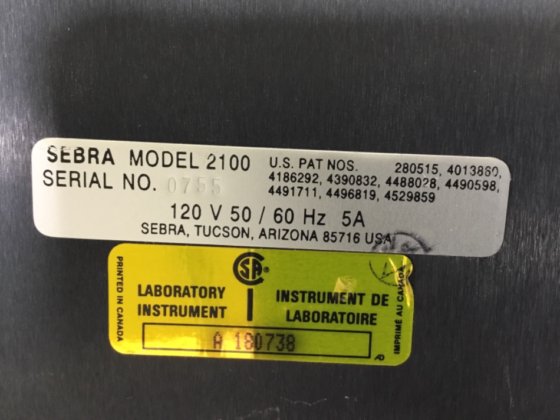 SEBRA MODEL 2100
SERIAL NO. 0755
U.S. PAT NOS. 280515, 4013860,
4186292, 4390832, 4488028, 4490598,
4491711, 4496819, 4529859
120 V 50 / 60 Hz 5A
SEBRA, TUCSON, ARIZONA 85716 USA
PRINTED IN CANADA
LABORATORY
INSTRUMENT
INSTRUMENT DE
LABORATOIRE
A 180738
IMPRIMÉ AU CANADA